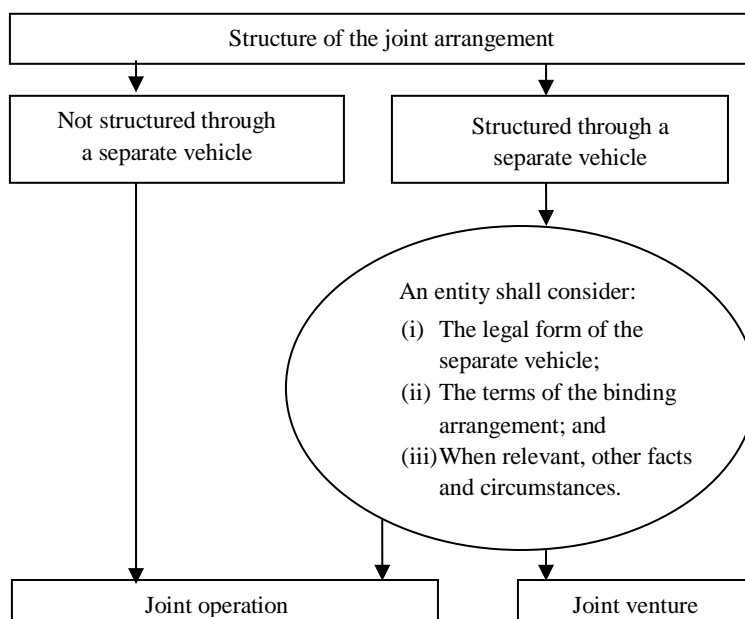 Structure of the joint arrangement
Not structured through
a separate vehicle
Structured through a
separate vehicle
An entity shall consider:
(i) The legal form of the
separate vehicle;
(ii) The terms of the binding
arrangement; and
(iii) When relevant, other facts
and circumstances.
Joint operation
Joint venture